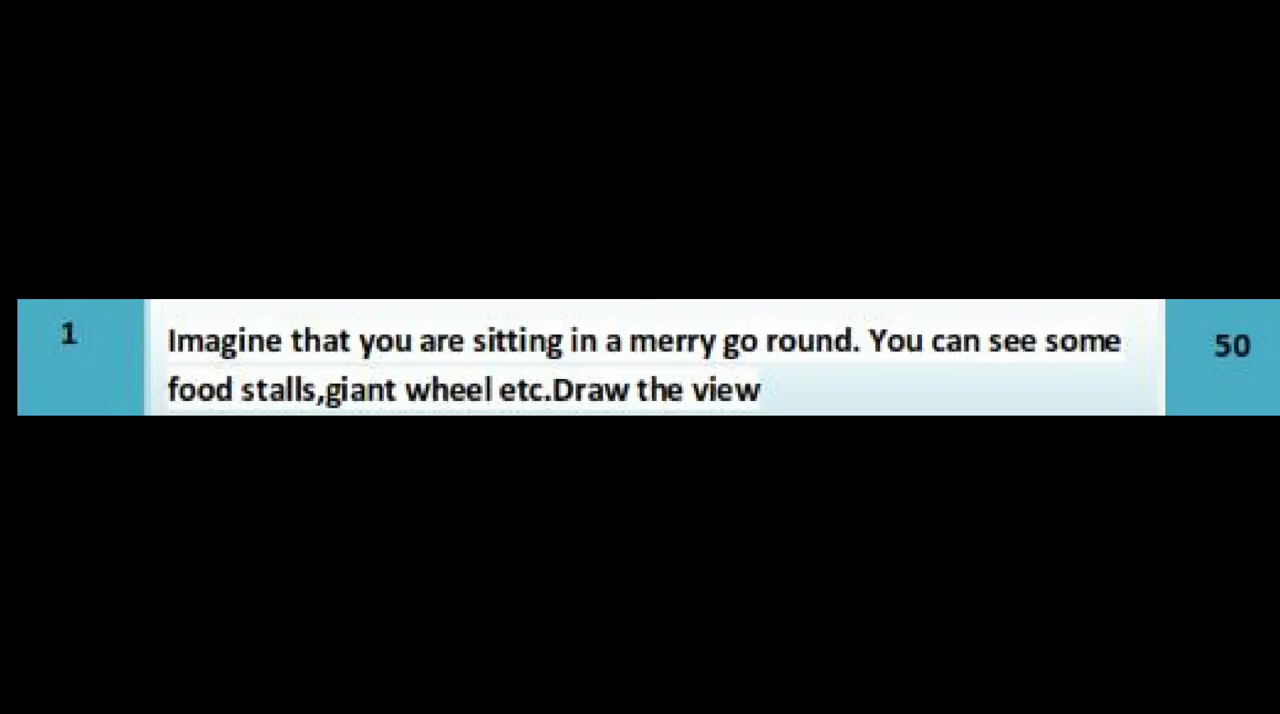 1
Imagine that you are sitting in a merry go round. You can see some
food stalls,giant wheel etc.Draw the view
50